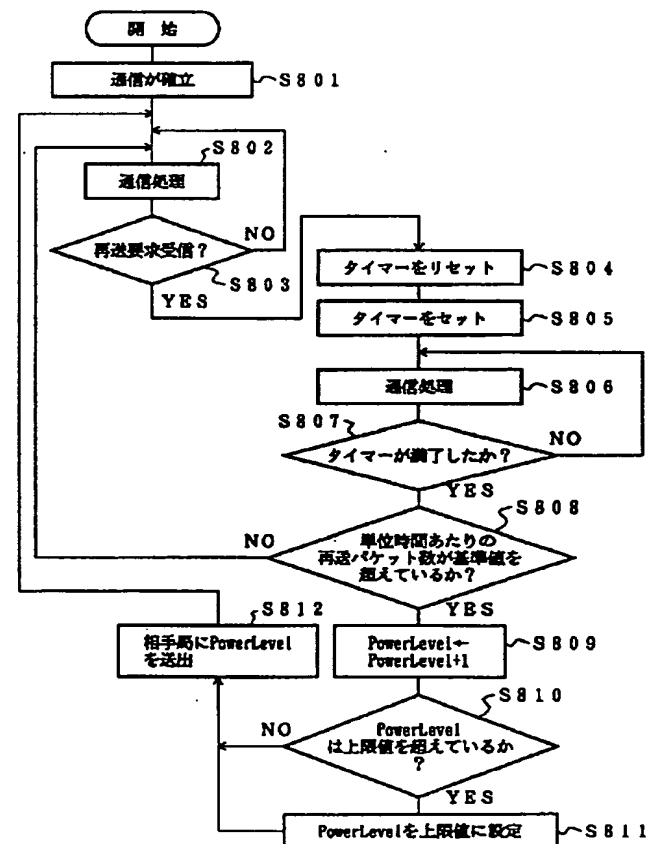 開 始
通信が確立
S801
S802
通信処理
再送要求受信？
NO
S803
YES
タイマーをリセット
S804
タイマーをセット
S805
通信処理
S806
S807
タイマーが満了したか？
NO
YES
S808
単位時間あたりの
再送パケット数が基準値を
超えているか？
NO
YES
S812
相手局にPowerLevel
を送出
PowerLevel←
PowerLevel+1
S809
S810
PowerLevel
は上限値を超えているか
？
NO
YES
PowerLevelを上限値に設定
S811